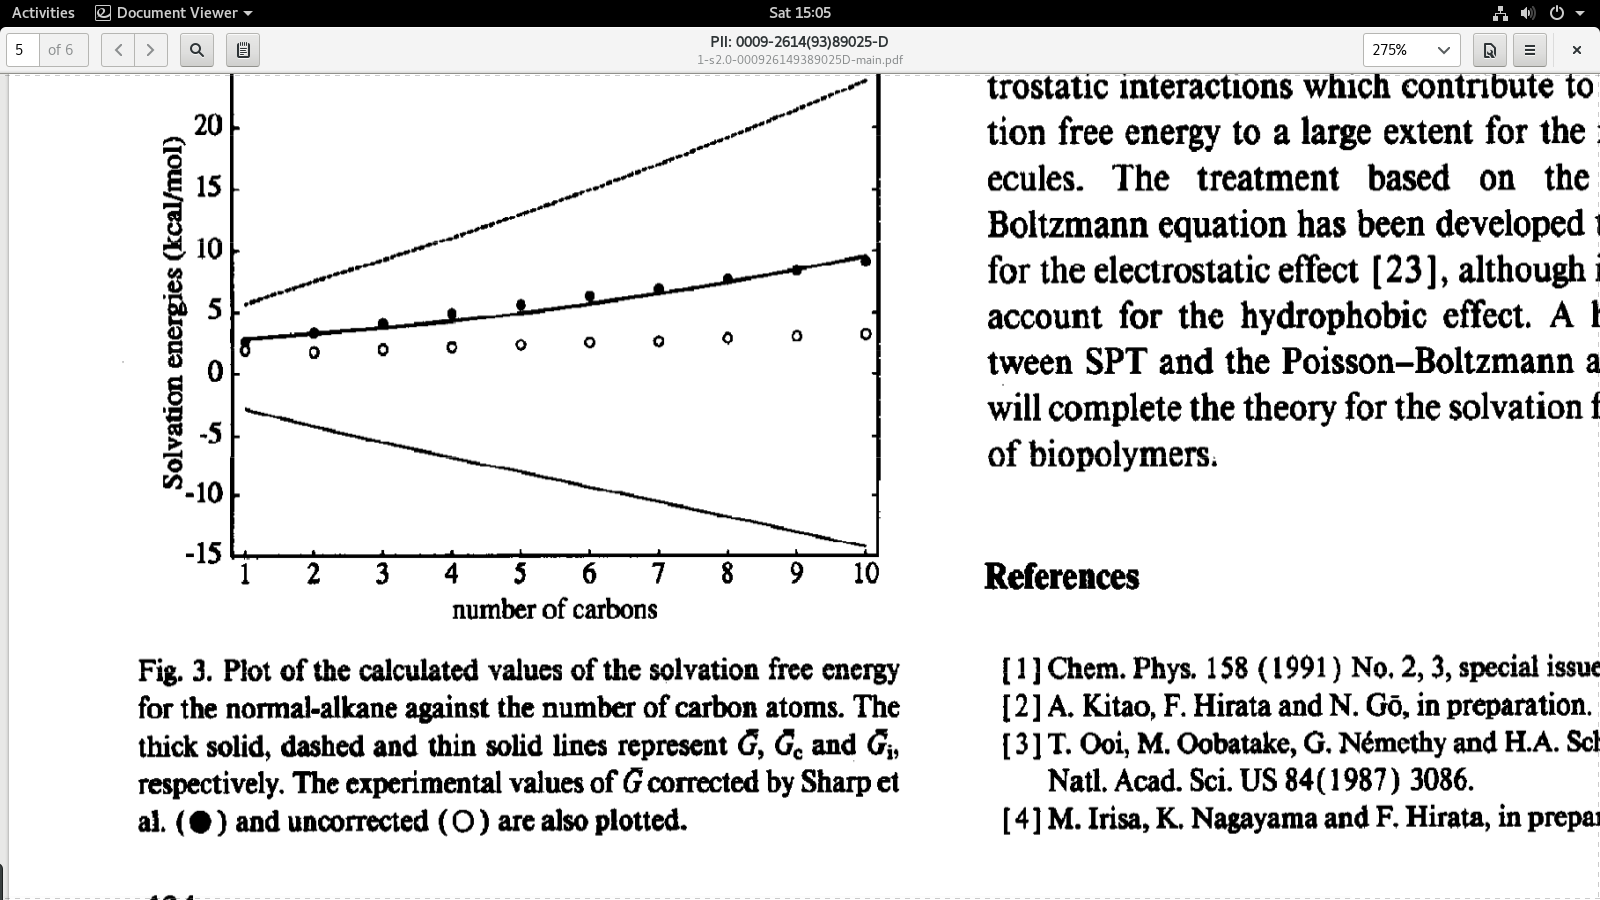 Activities Document Viewer Sat 15:05
5 of 6 PII: 0009-2614(93)89025-D 275%
1-s2.0-000926149389025D-main.pdf
20
15
10
5
0
-5
-10
-15
Solvation energies (kcal/mol)
1 2 3 4 5 6 7 8 9 10
number of carbons
Fig. 3. Plot of the calculated values of the solvation free energy
for the normal-alkane against the number of carbon atoms. The
thick solid, dashed and thin solid lines represent Ḡ, Ḡc and Ḡi,
respectively. The experimental values of Ḡ corrected by Sharp et
al. (●) and uncorrected (○) are also plotted.
trostatic interactions which contribute to
tion free energy to a large extent for the
ecules. The treatment based on the
Boltzmann equation has been developed
for the electrostatic effect [23], although
account for the hydrophobic effect. A
tween SPT and the Poisson–Boltzmann a
will complete the theory for the solvation
of biopolymers.
References
[1] Chem. Phys. 158 (1991) No. 2, 3, special issue
[2] A. Kitao, F. Hirata and N. Gō, in preparation.
[3] T. Ooi, M. Oobatake, G. Némethy and H.A. Sch
Natl. Acad. Sci. US 84 (1987) 3086.
[4] M. Irisa, K. Nagayama and F. Hirata, in prepa